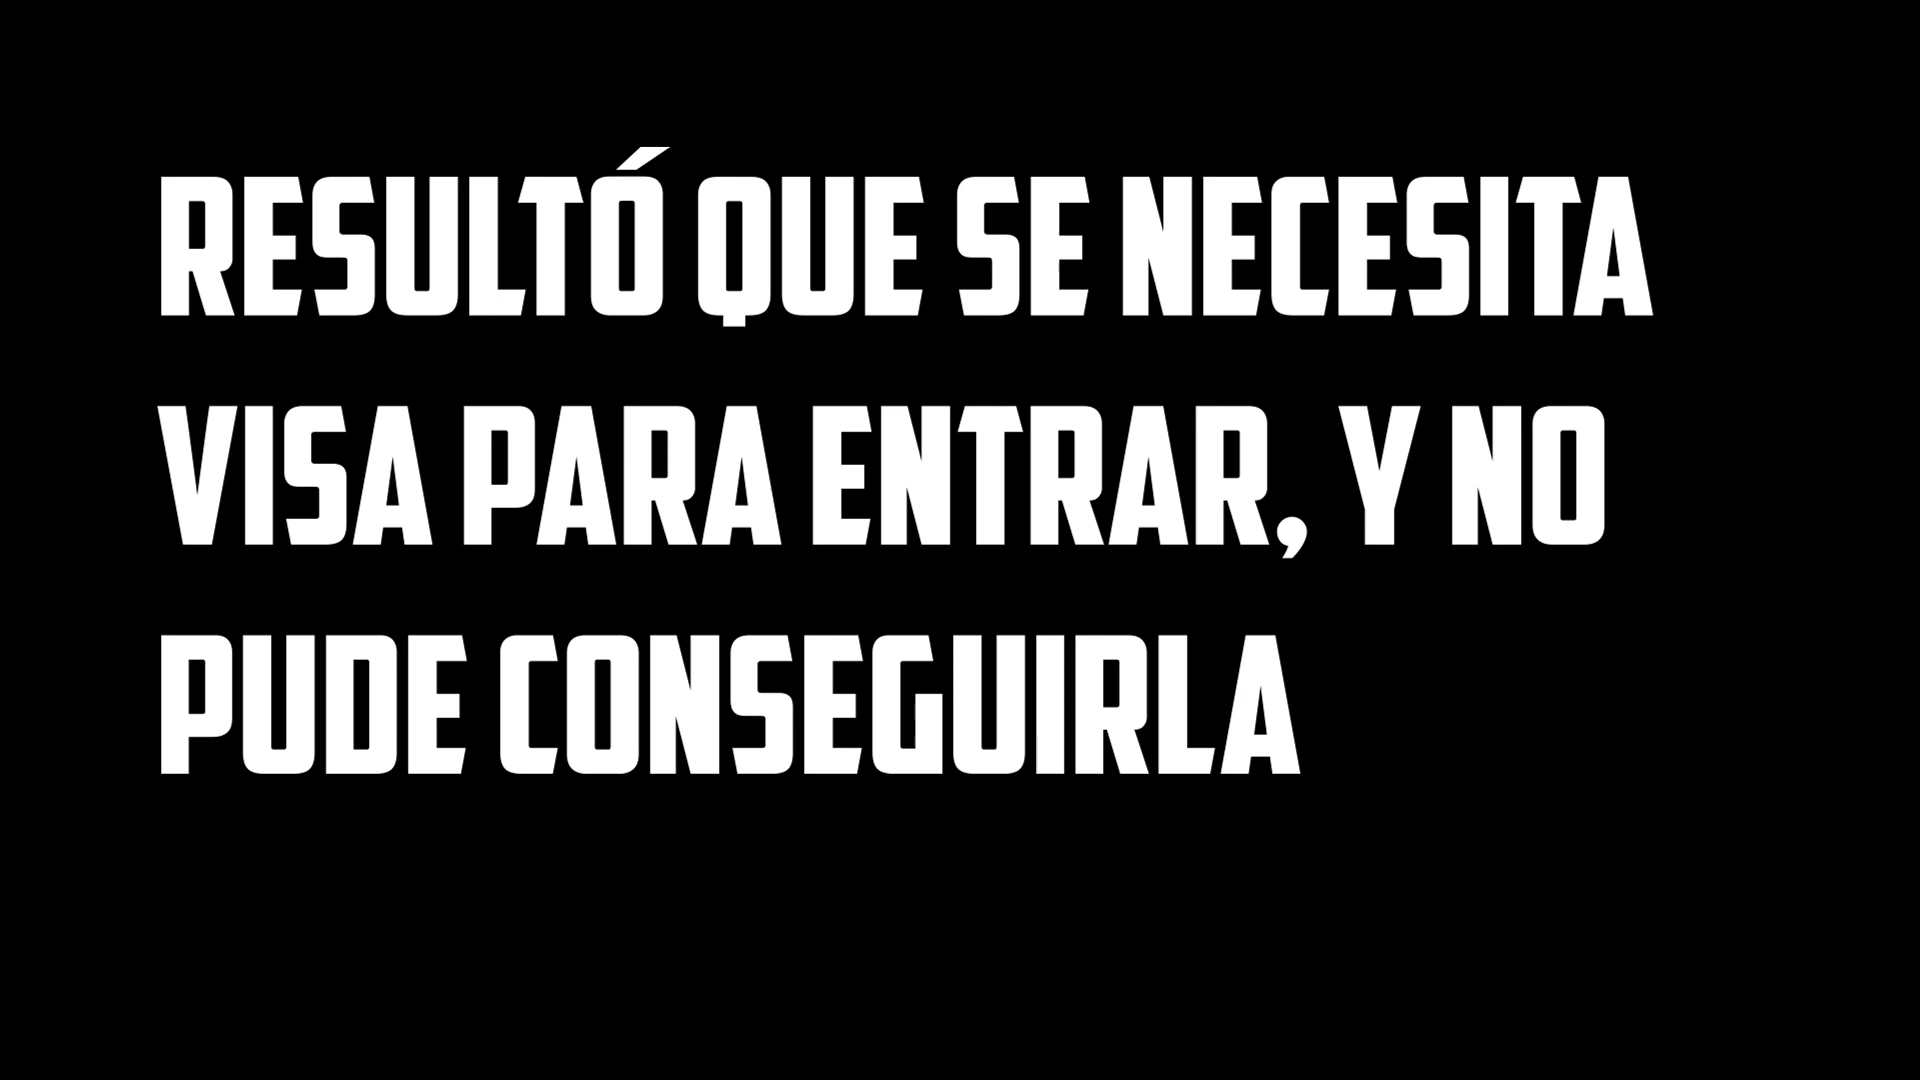 RESULTÓ QUE SE NECESITA
VISA PARA ENTRAR, Y NO
PUDE CONSEGUIRLA